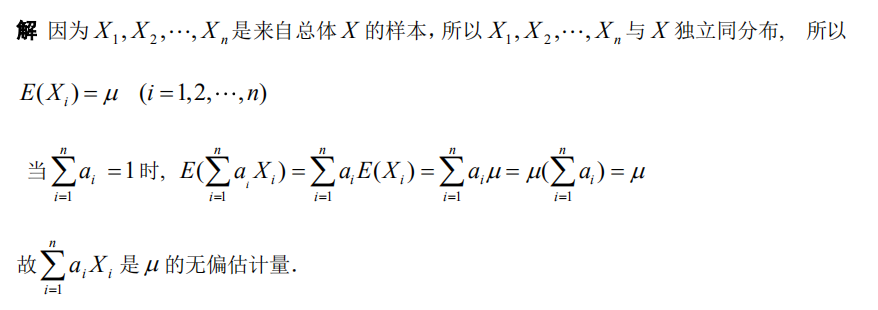 解 因为 X₁, X₂, ⋯, Xₙ 是来自总体 X 的样本，所以 X₁, X₂, ⋯, Xₙ 与 X 独立同分布， 所以
E(Xᵢ) = μ (i = 1,2,⋯,n)
当 ∑ᵢ₌₁ⁿ aᵢ = 1 时, E(∑ᵢ₌₁ⁿ aᵢXᵢ) = ∑ᵢ₌₁ⁿ aᵢE(Xᵢ) = ∑ᵢ₌₁ⁿ aᵢμ = μ(∑ᵢ₌₁ⁿ aᵢ) = μ
故 ∑ᵢ₌₁ⁿ aᵢXᵢ 是 μ 的无偏估计量.